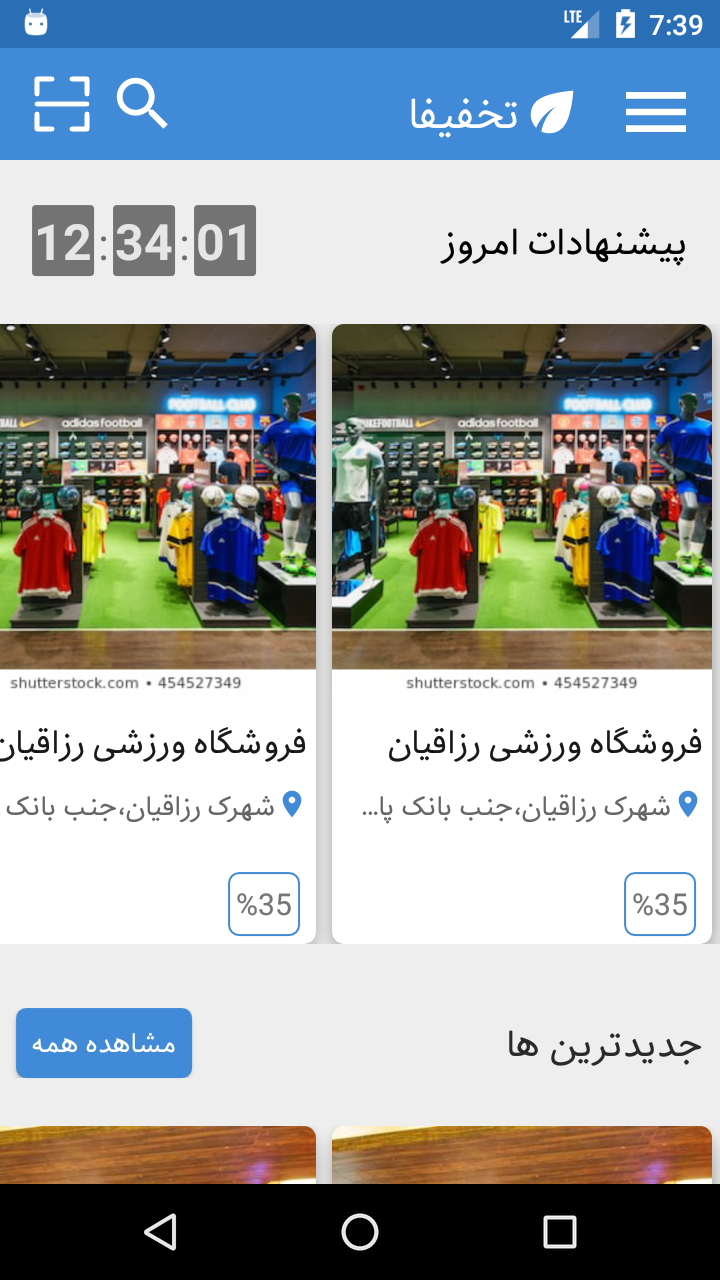 LTE 7:39
تخفیفا
پیشنهادات امروز
12:34:01
FOOTBALL CLUB
adidas football
FOOTBALL CLUB
adidas football
shutterstock.com • 454527349
shutterstock.com • 454527349
فروشگاه ورزشی رزاقیان
شهرک رزاقیان،جنب بانک پا...
%35
فروشگاه ورزشی رزاقیان
شهرک رزاقیان،جنب بانک
%35
جدیدترین ها
مشاهده همه